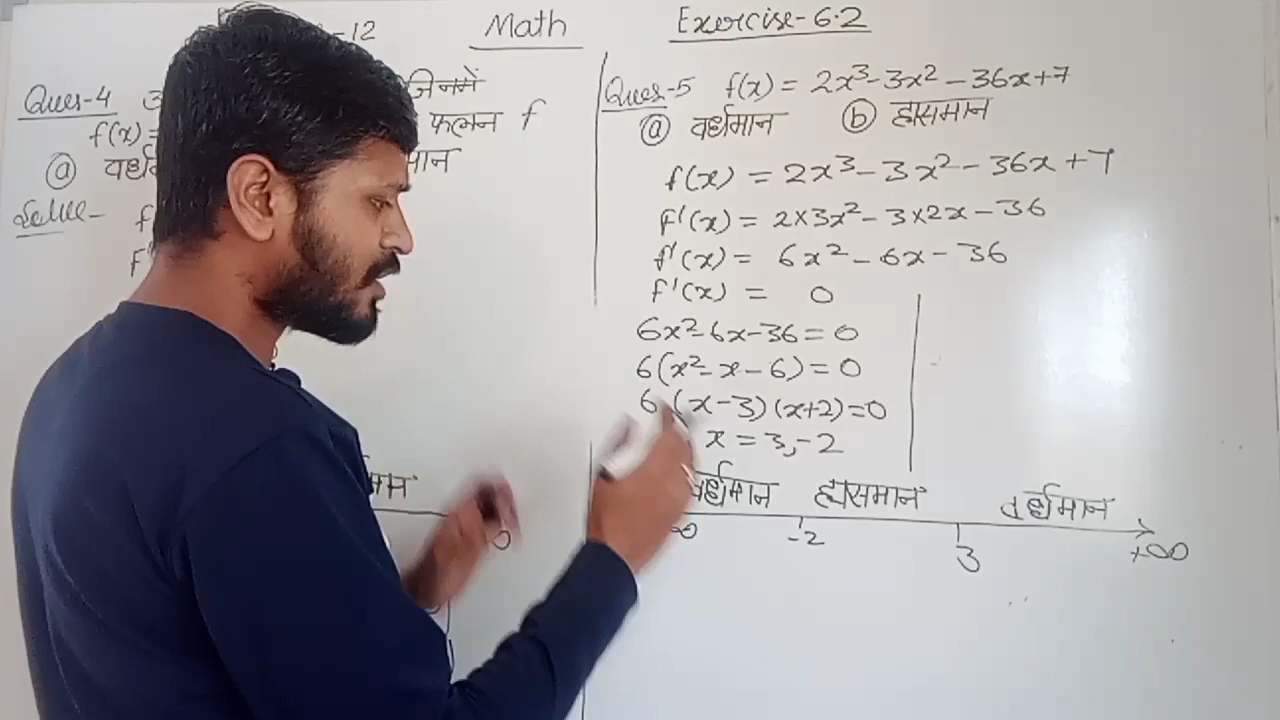 -12 Math Exercise-6.2
Ques-4 3 जिनमें
f(x)= फलन f
ⓐ मान
f
f'
Ques-5 f(x) = 2x³-3x²-36x+7
ⓐ वर्धमान ⓑ ह्रासमान
f(x) = 2x³-3x²-36x+7
f'(x) = 2×3x²-3×2x-36
f'(x) = 6x²-6x-36
f'(x) = 0
6x²-6x-36=0
6(x²-x-6)=0
6(x-3)(x+2)=0
x = 3,-2
वर्धमान ह्रासमान वर्धमान
-2 3 +∞